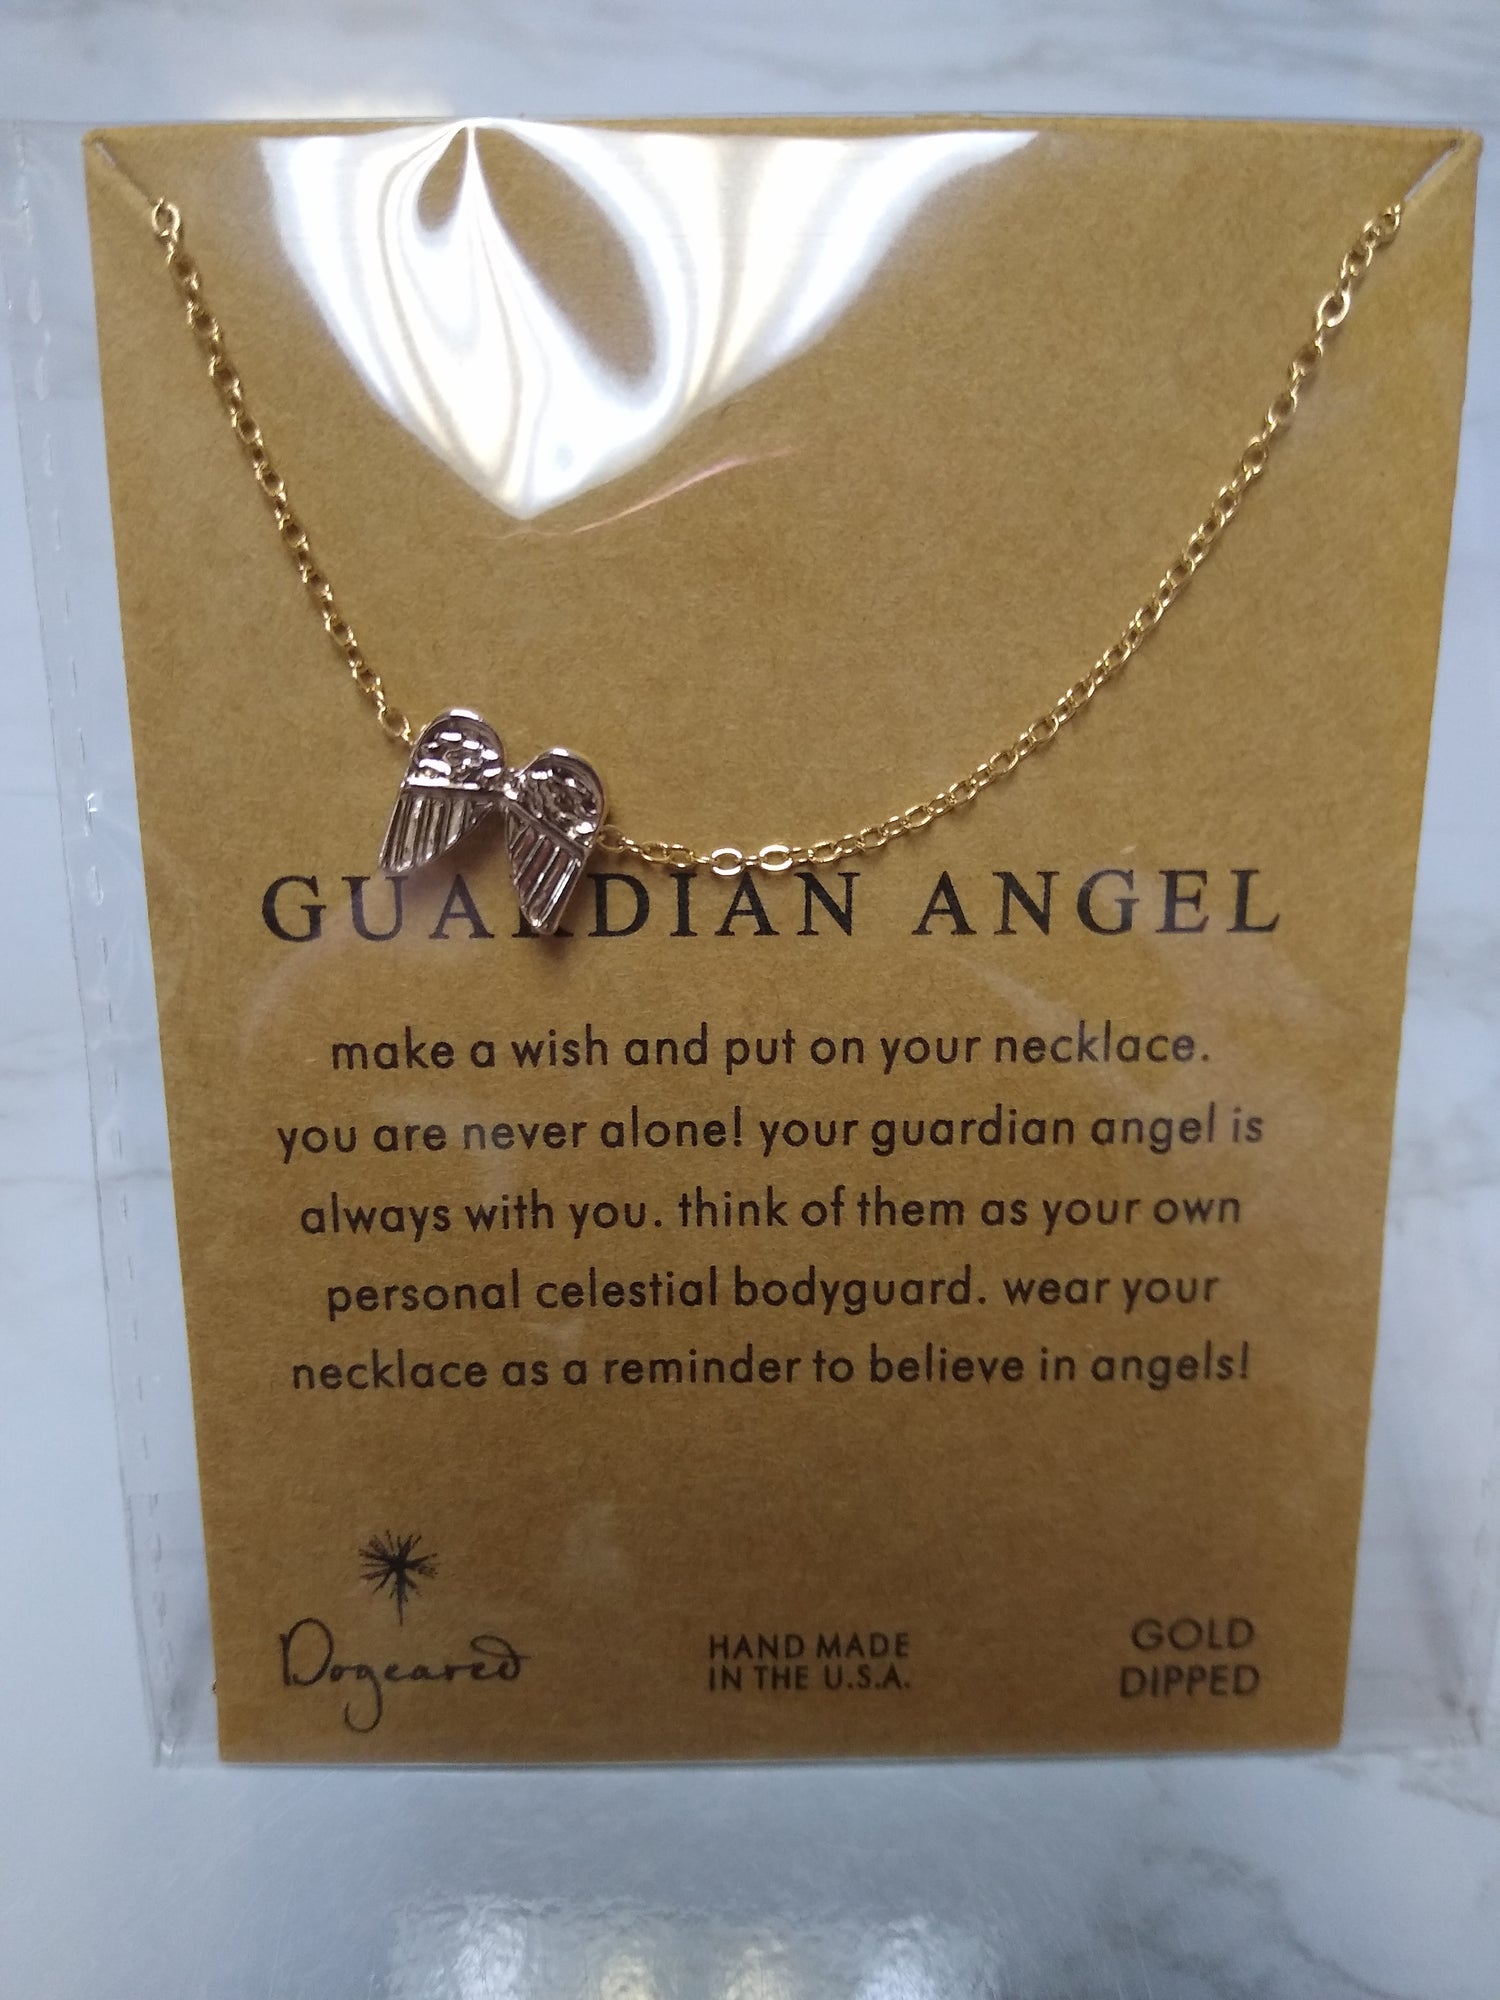 GUARDIAN ANGEL
make a wish and put on your necklace.
you are never alone! your guardian angel is
always with you. think of them as your own
personal celestial bodyguard. wear your
necklace as a reminder to believe in angels!
Dogeared
HAND MADE
IN THE U.S.A.
GOLD
DIPPED